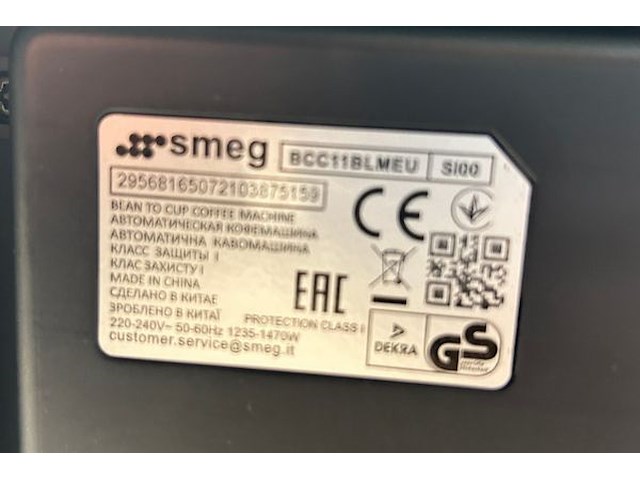 smeg BCC11BLMEU SI00
29568165072103875159
BEAN TO CUP COFFEE MACHINE
АВТОМАТИЧЕСКАЯ КОФЕМАШИНА
АВТОМАТИЧНА КАВОМАШИНА
КЛАСС ЗАЩИТЫ I
КЛАС ЗАХИСТУ I
MADE IN CHINA
СДЕЛАНО В КИТАЕ
ЗРОБЛЕНО В КИТАЇ
PROTECTION CLASS I
220-240V~ 50-60Hz 1235-1470W
customer.service@smeg.it
CE
EAC
DEKRA
GS